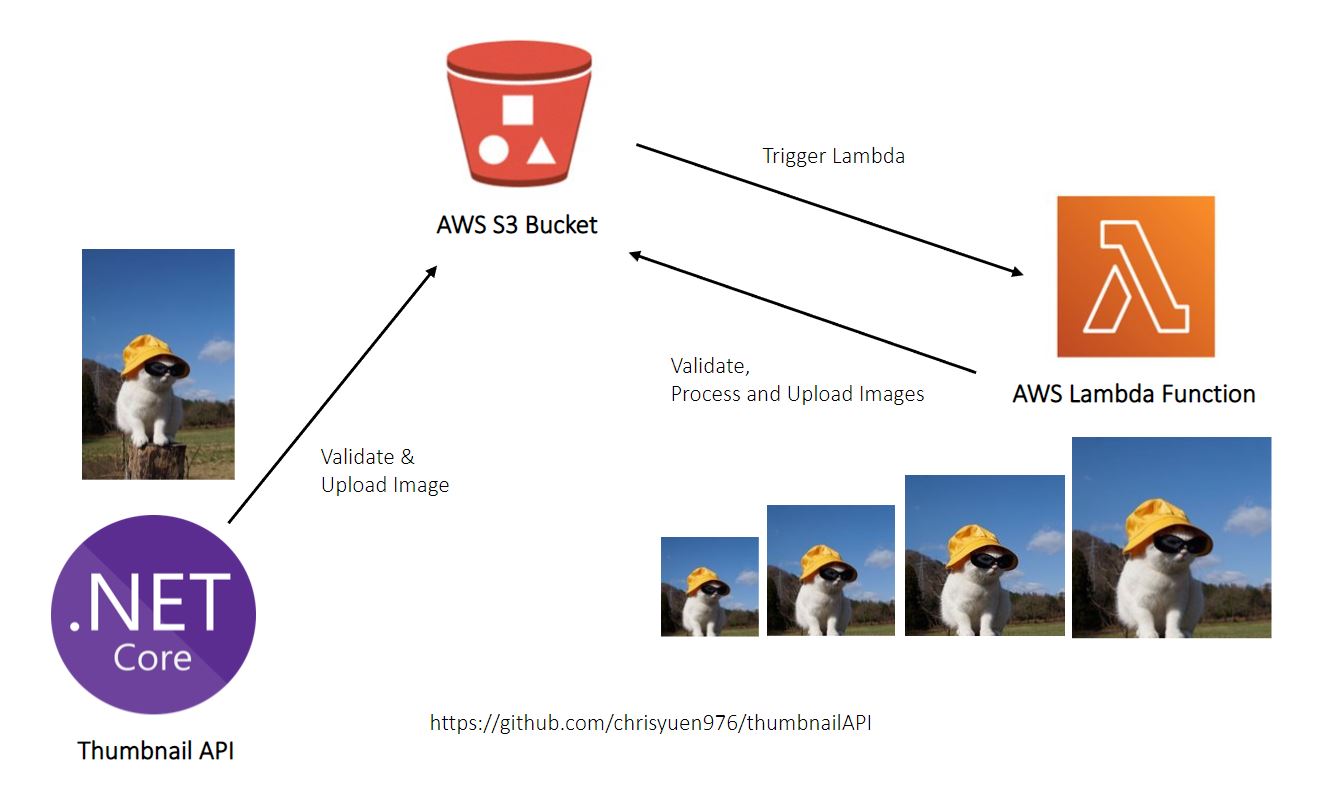 AWS S3 Bucket
Trigger Lambda
AWS Lambda Function
Validate,
Process and Upload Images
Validate &
Upload Image
.NET
Core
Thumbnail API
https://github.com/chrisyuen976/thumbnailAPI